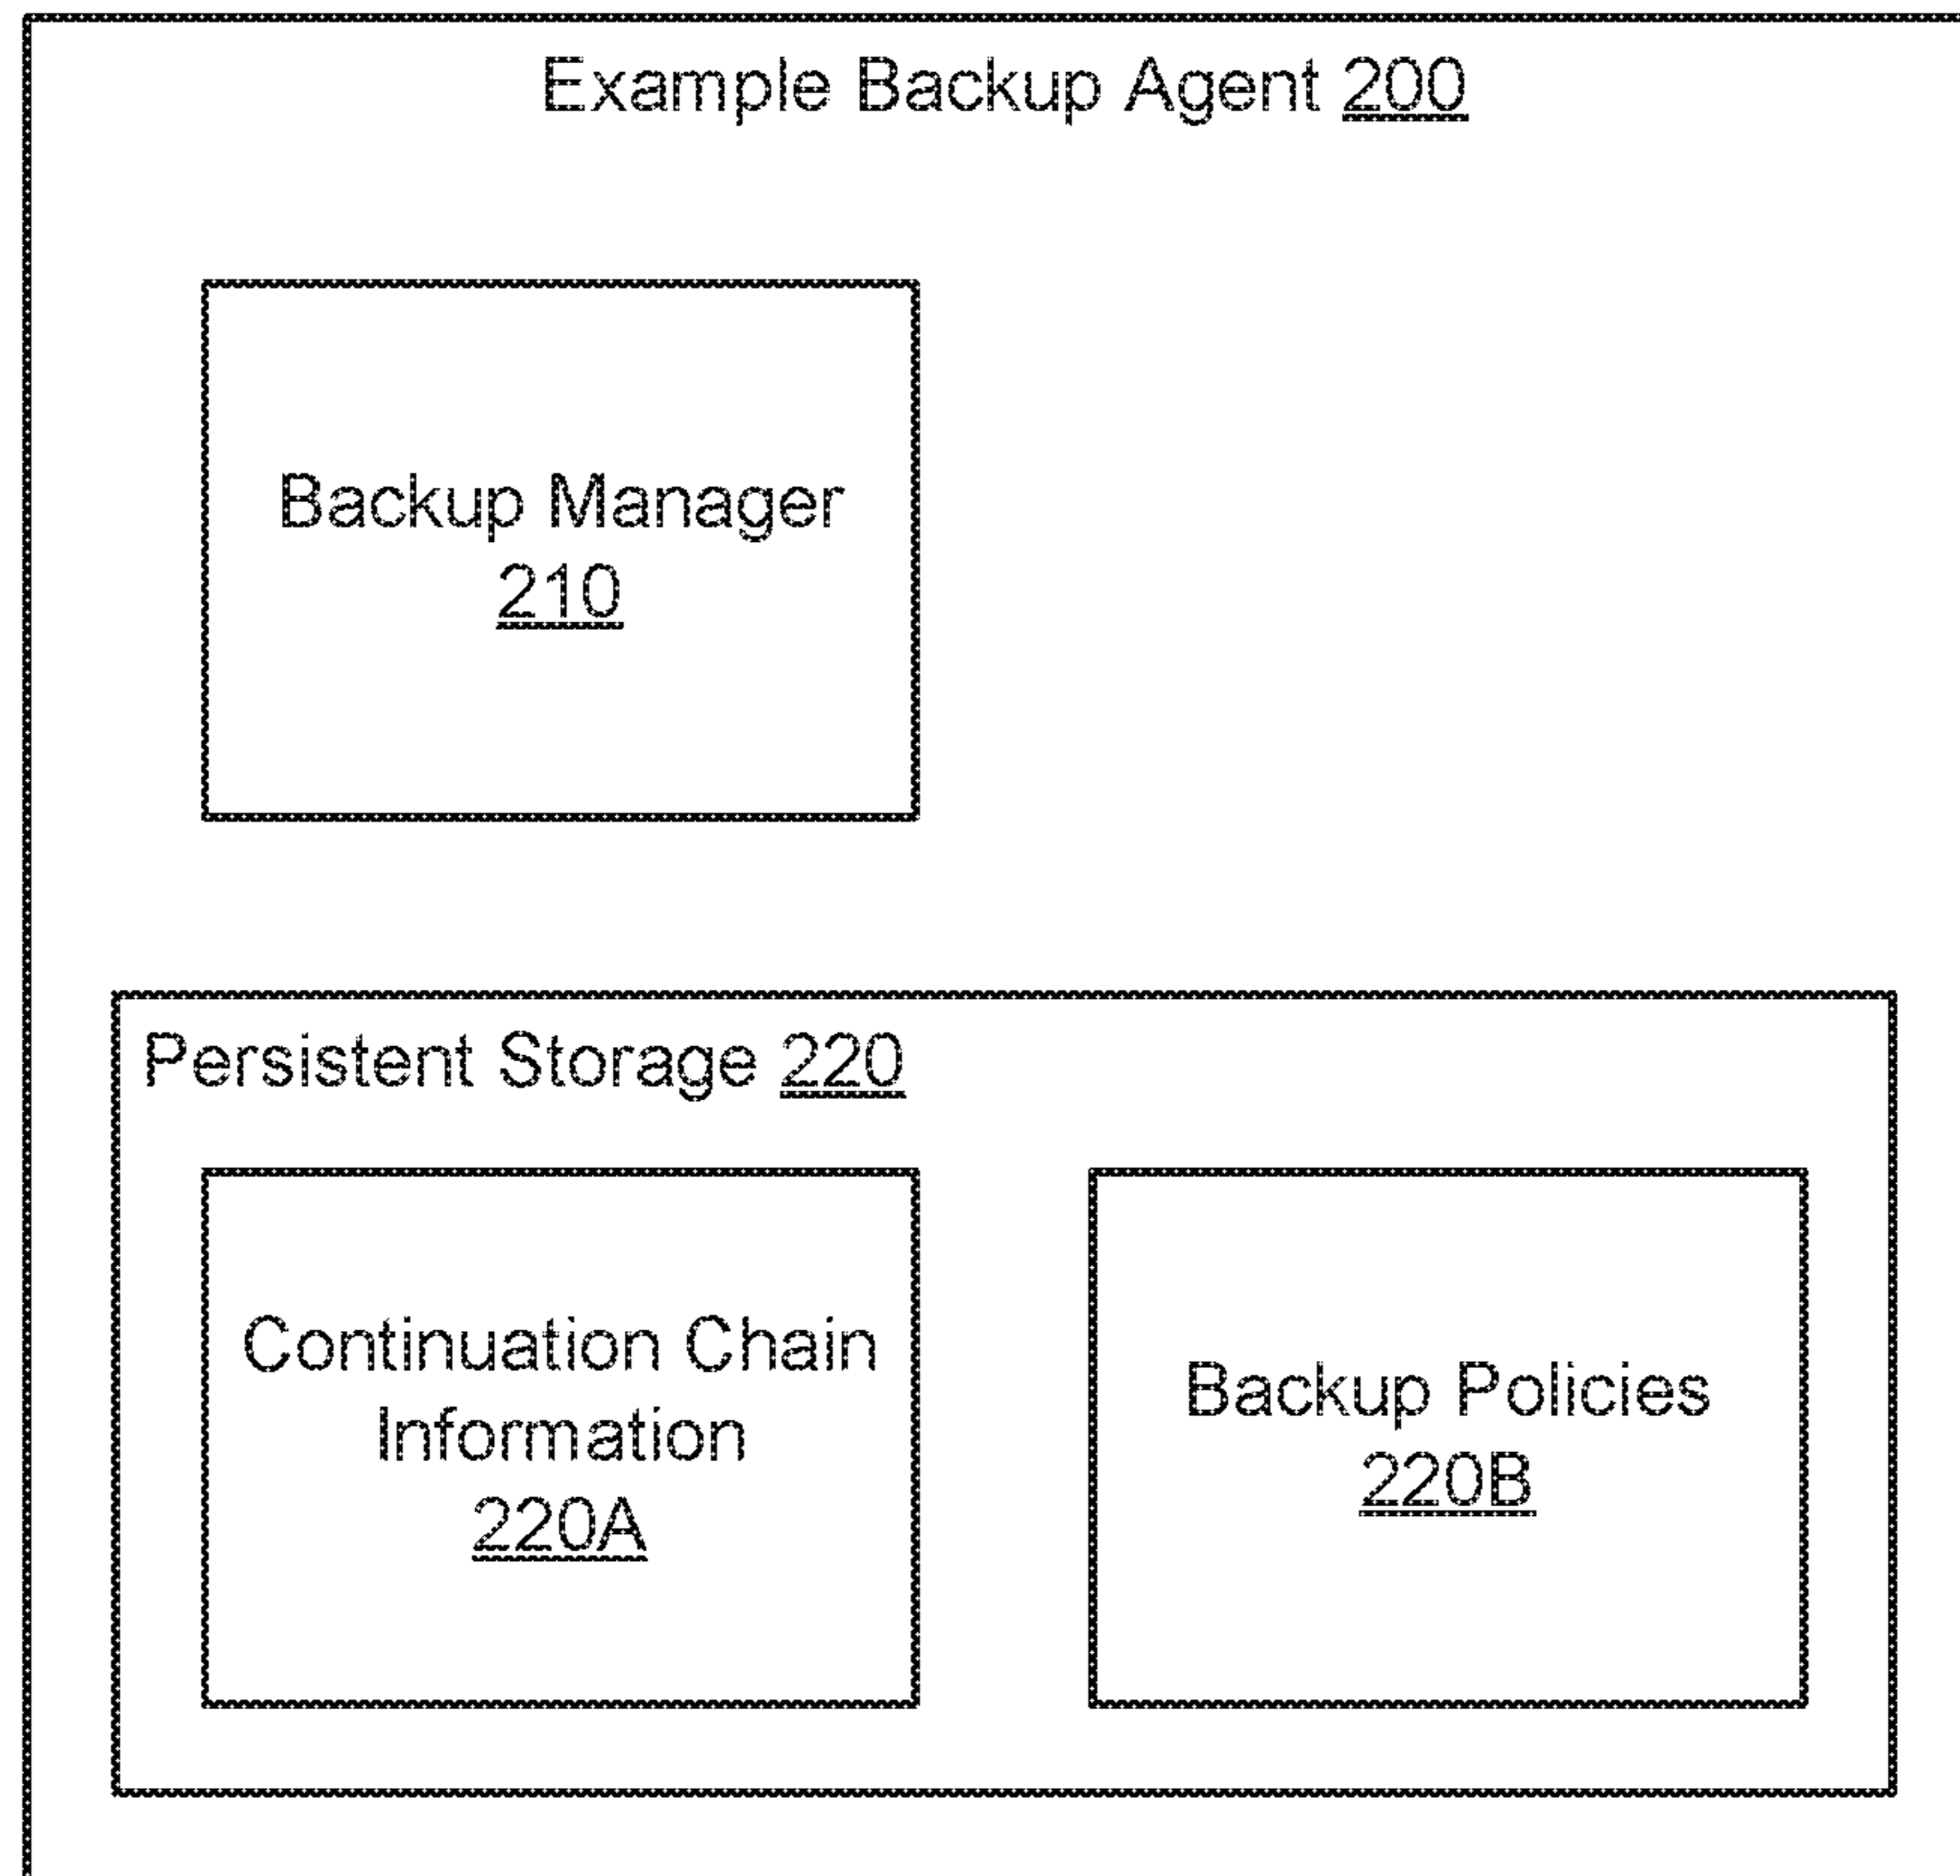 Example Backup Agent 200
Backup Manager
210
Persistent Storage 220
Continuation Chain
Information
220A
Backup Policies
220B